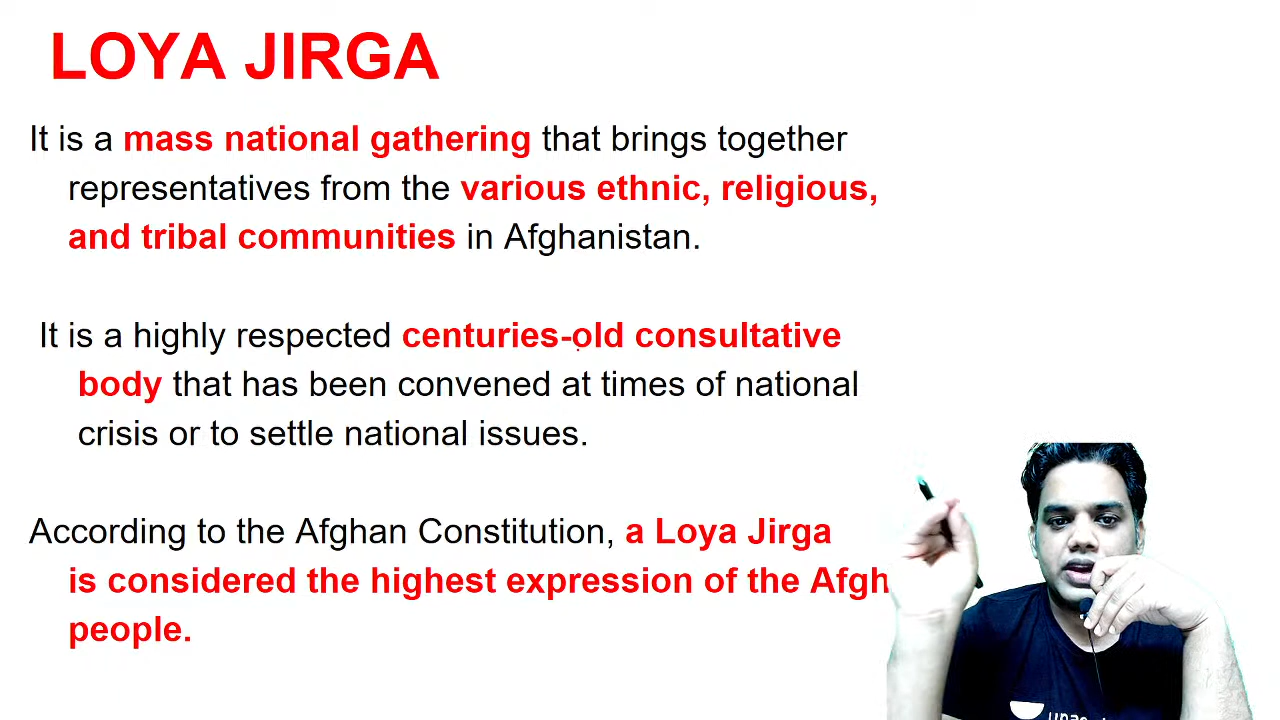 LOYA JIRGA
It is a mass national gathering that brings together
representatives from the various ethnic, religious,
and tribal communities in Afghanistan.
It is a highly respected centuries-old consultative
body that has been convened at times of national
crisis or to settle national issues.
According to the Afghan Constitution, a Loya Jirga
is considered the highest expression of the Afgh
people.